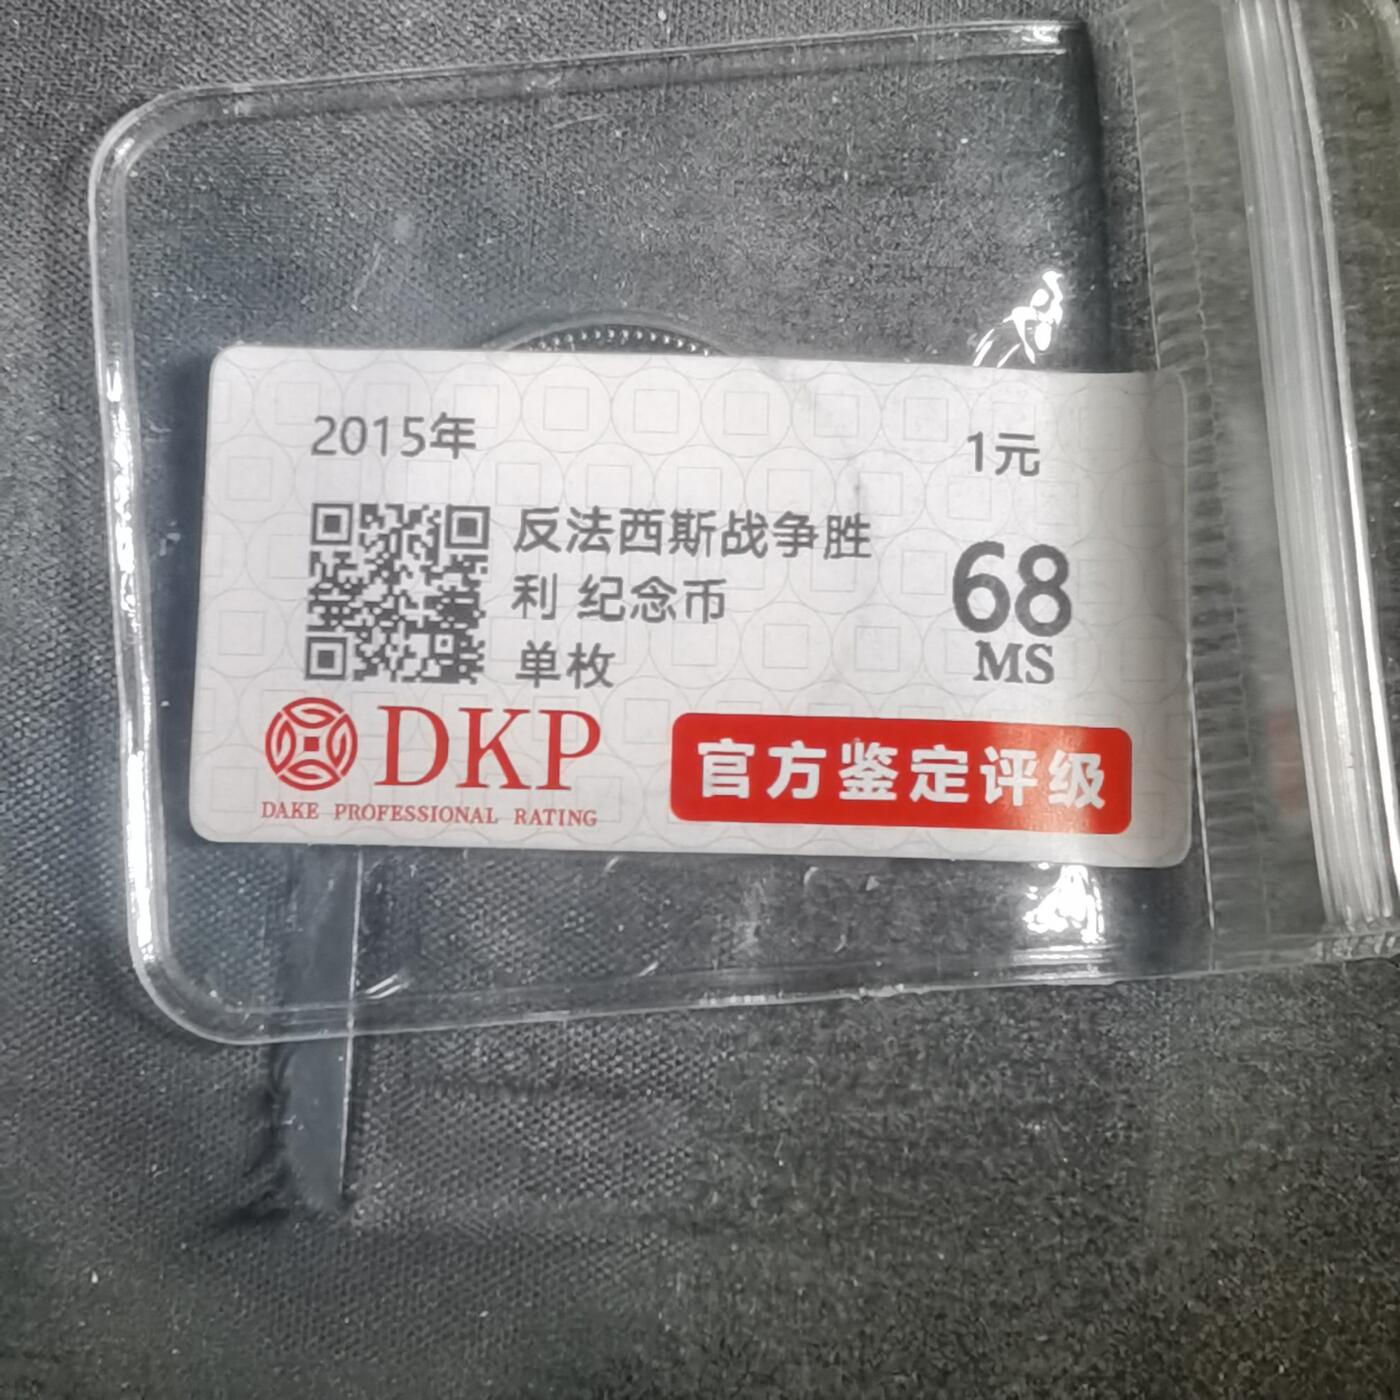 2015年
1元
反法西斯战争胜
利 纪念币
单枚
68
MS
DKP
DAKE PROFESSIONAL RATING
官方鉴定评级